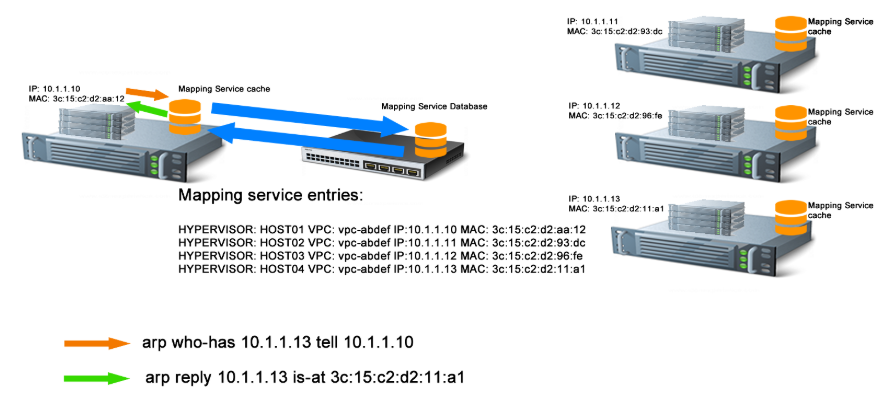 IP: 10.1.1.10
MAC: 3c:15:c2:d2:aa:12
Mapping Service cache
Mapping Service Database
IP: 10.1.1.11
MAC: 3c:15:c2:d2:93:dc
Mapping Service
cache
IP: 10.1.1.12
MAC: 3c:15:c2:d2:96:fe
Mapping Service
cache
IP: 10.1.1.13
MAC: 3c:15:c2:d2:11:a1
Mapping Service
cache
Mapping service entries:
HYPERVISOR: HOST01 VPC: vpc-abdef IP:10.1.1.10 MAC: 3c:15:c2:d2:aa:12
HYPERVISOR: HOST02 VPC: vpc-abdef IP:10.1.1.11 MAC: 3c:15:c2:d2:93:dc
HYPERVISOR: HOST03 VPC: vpc-abdef IP:10.1.1.12 MAC: 3c:15:c2:d2:96:fe
HYPERVISOR: HOST04 VPC: vpc-abdef IP:10.1.1.13 MAC: 3c:15:c2:d2:11:a1
arp who-has 10.1.1.13 tell 10.1.1.10
arp reply 10.1.1.13 is-at 3c:15:c2:d2:11:a1